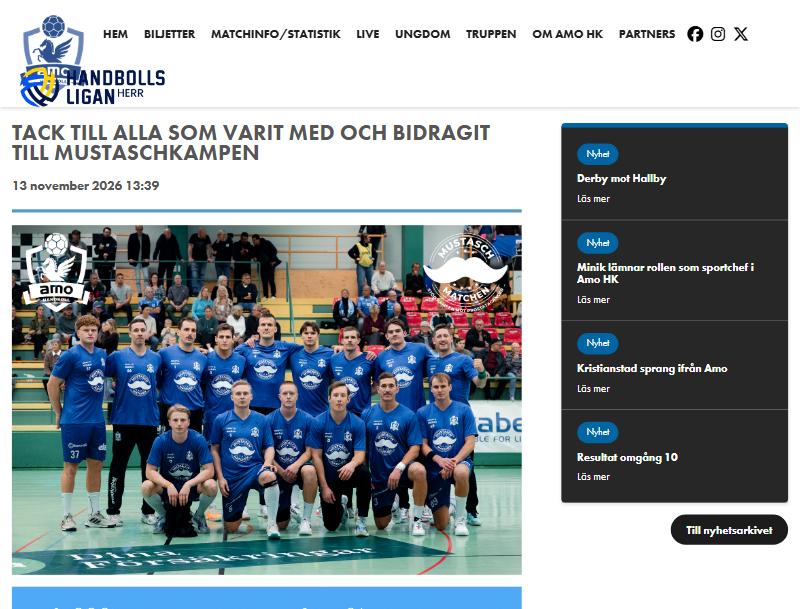 HEM BILJETTER MATCHINFO/STATISTIK LIVE UNGDOM TRUPPEN OM AMO HK PARTNERS
amo
HANDBOLLS
LIGAN HERR
TACK TILL ALLA SOM VARIT MED OCH BIDRAGIT
TILL MUSTASCHKAMPEN
13 november 2026 13:39
amo
HANDBOLL
MUSTASCH
MATCHEN
37
Dina
Försäkringar
Nyhet
Derby mot Hallby
Läs mer
Nyhet
Minik lämnar rollen som sportchef i
Amo HK
Läs mer
Nyhet
Kristianstad sprang ifrån Amo
Läs mer
Nyhet
Resultat omgång 10
Läs mer
Till nyhetsarkivet